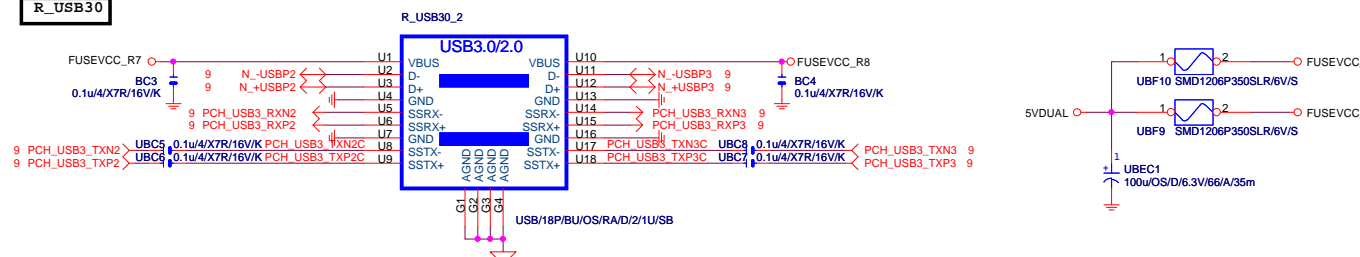 R_USB30
R_USB30_2
USB3.0/2.0
FUSEVCC_R7
U1 VBUS
U2 D-
U3 D+
U4 GND
U5 SSRX-
U6 SSRX+
U7 GND
U8 SSTX-
U9 SSTX+
VBUS U10
D- U11
D+ U12
GND U13
SSRX- U14
SSRX+ U15
GND U16
SSTX- U17
SSTX+ U18
BC3
0.1u/4/X7R/16V/K
9 N_-USBP2
9 N_+USBP2
9 PCH_USB3_RXN2
9 PCH_USB3_RXP2
9 PCH_USB3_TXN2 UBC5 0.1u/4/X7R/16V/K PCH_USB3_TXN2C
9 PCH_USB3_TXP2 UBC6 0.1u/4/X7R/16V/K PCH_USB3_TXP2C
FUSEVCC_R8
N_-USBP3 9
N_+USBP3 9
BC4
0.1u/4/X7R/16V/K
PCH_USB3_RXN3 9
PCH_USB3_RXP3 9
PCH_USB3_TXN3C UBC8 0.1u/4/X7R/16V/K PCH_USB3_TXN3 9
PCH_USB3_TXP3C UBC7 0.1u/4/X7R/16V/K PCH_USB3_TXP3 9
AGND AGND AGND AGND
G1 G2 G3 G4
USB/18P/BU/OS/RA/D/2/1U/SB
1 2 FUSEVCC
UBF10 SMD1206P350SLR/6V/S
5VDUAL 1 2 FUSEVCC
UBF9 SMD1206P350SLR/6V/S
1
+ UBEC1
100u/OS/D/6.3V/66/A/35m